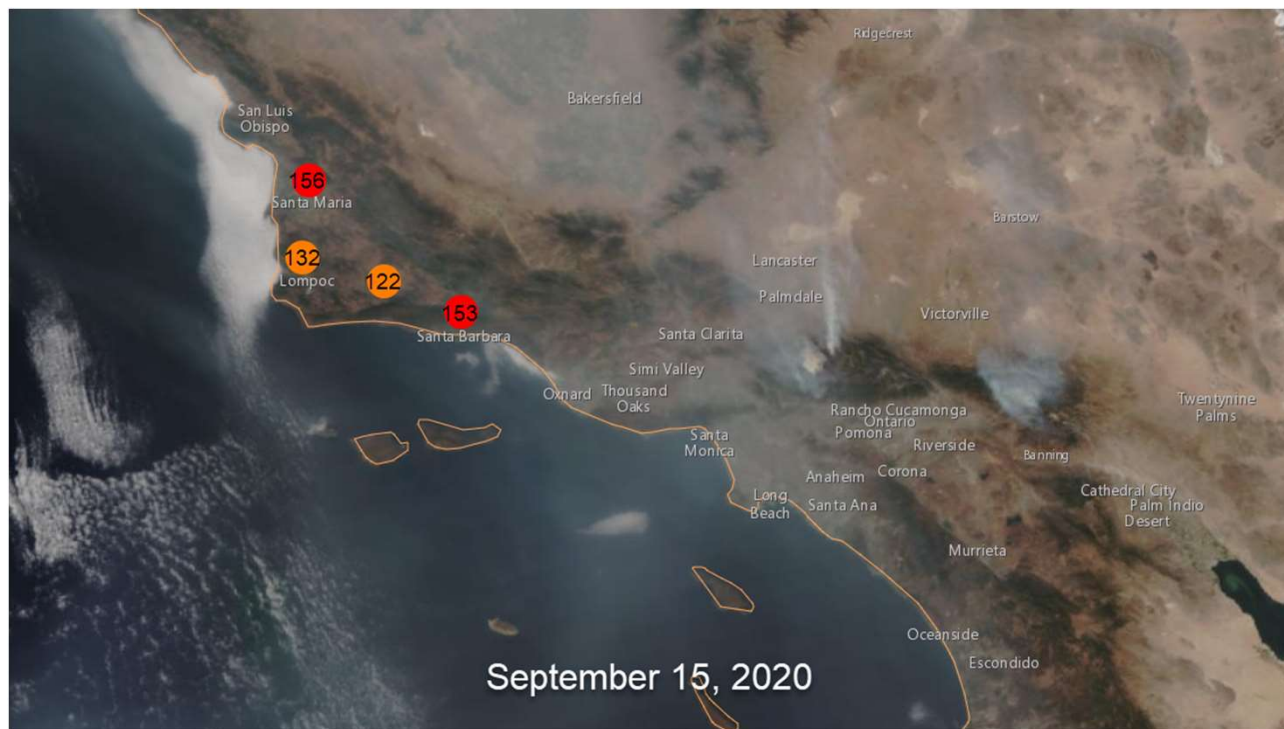 Ridgecrest
Bakersfield
San Luis
Obispo
156
Santa Maria
Barstow
132
Lompoc
122
Lancaster
Palmdale
153
Santa Barbara
Victorville
Santa Clarita
Simi Valley
Oxnard
Thousand
Oaks
Twentynine
Palms
Rancho Cucamonga
Ontario
Pomona
Santa
Monica
Riverside
Banning
Anaheim
Corona
Long
Beach
Santa Ana
Cathedral City
Palm Indio
Desert
Murrieta
Oceanside
Escondido
September 15, 2020